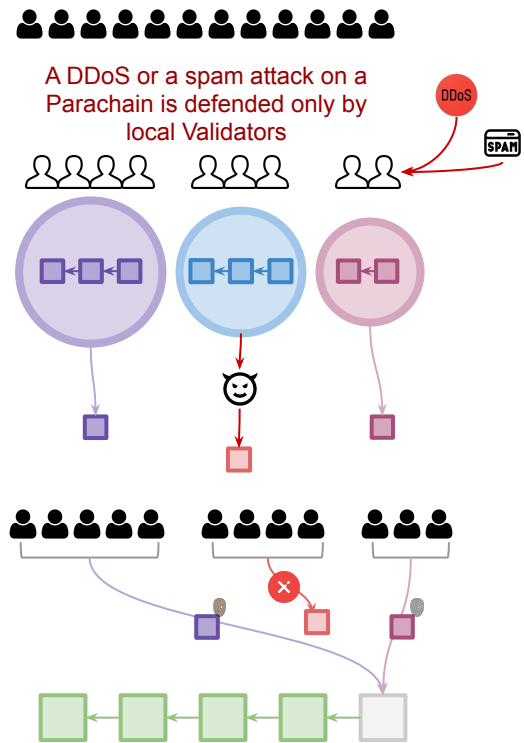 A DDoS or a spam attack on a
Parachain is defended only by
local Validators
DDoS
SPAM